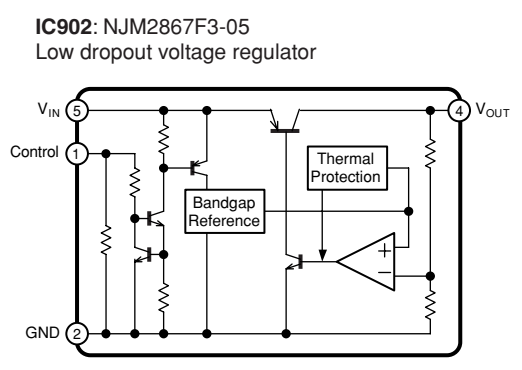 IC902: NJM2867F3-05
Low dropout voltage regulator
VIN 5
4 VOUT
Control 1
Thermal
Protection
Bandgap
Reference
+
−
GND 2